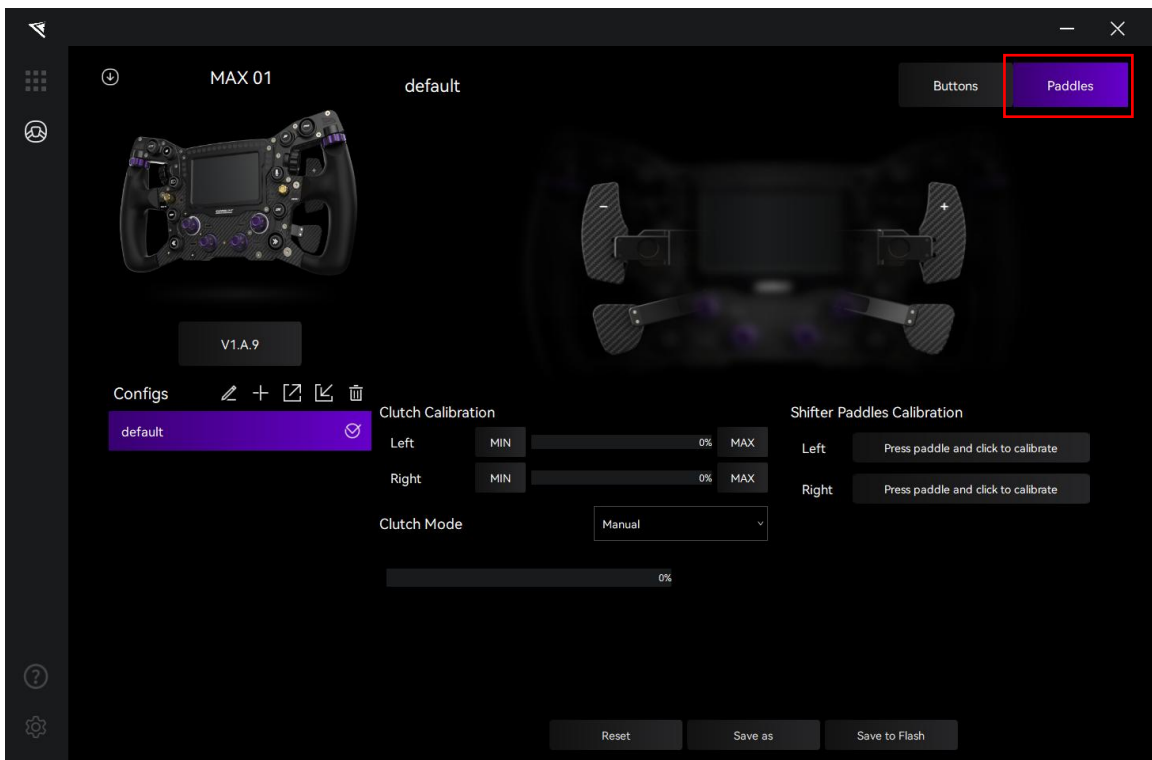 MAX 01
default
Buttons
Paddles
-
+
V1.A.9
Configs
default
Clutch Calibration
Left
MIN
0%
MAX
Right
MIN
0%
MAX
Clutch Mode
Manual
0%
Shifter Paddles Calibration
Left
Press paddle and click to calibrate
Right
Press paddle and click to calibrate
Reset
Save as
Save to Flash